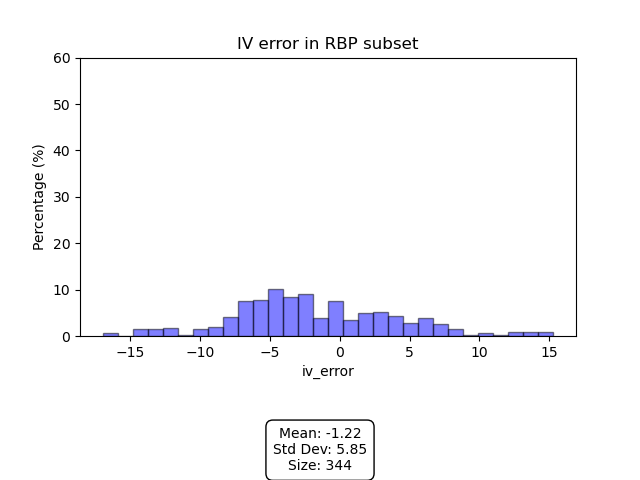 IV error in RBP subset
60
50
40
30
20
10
0
Percentage (%)
−15 −10 −5 0 5 10 15
iv_error
Mean: -1.22
Std Dev: 5.85
Size: 344